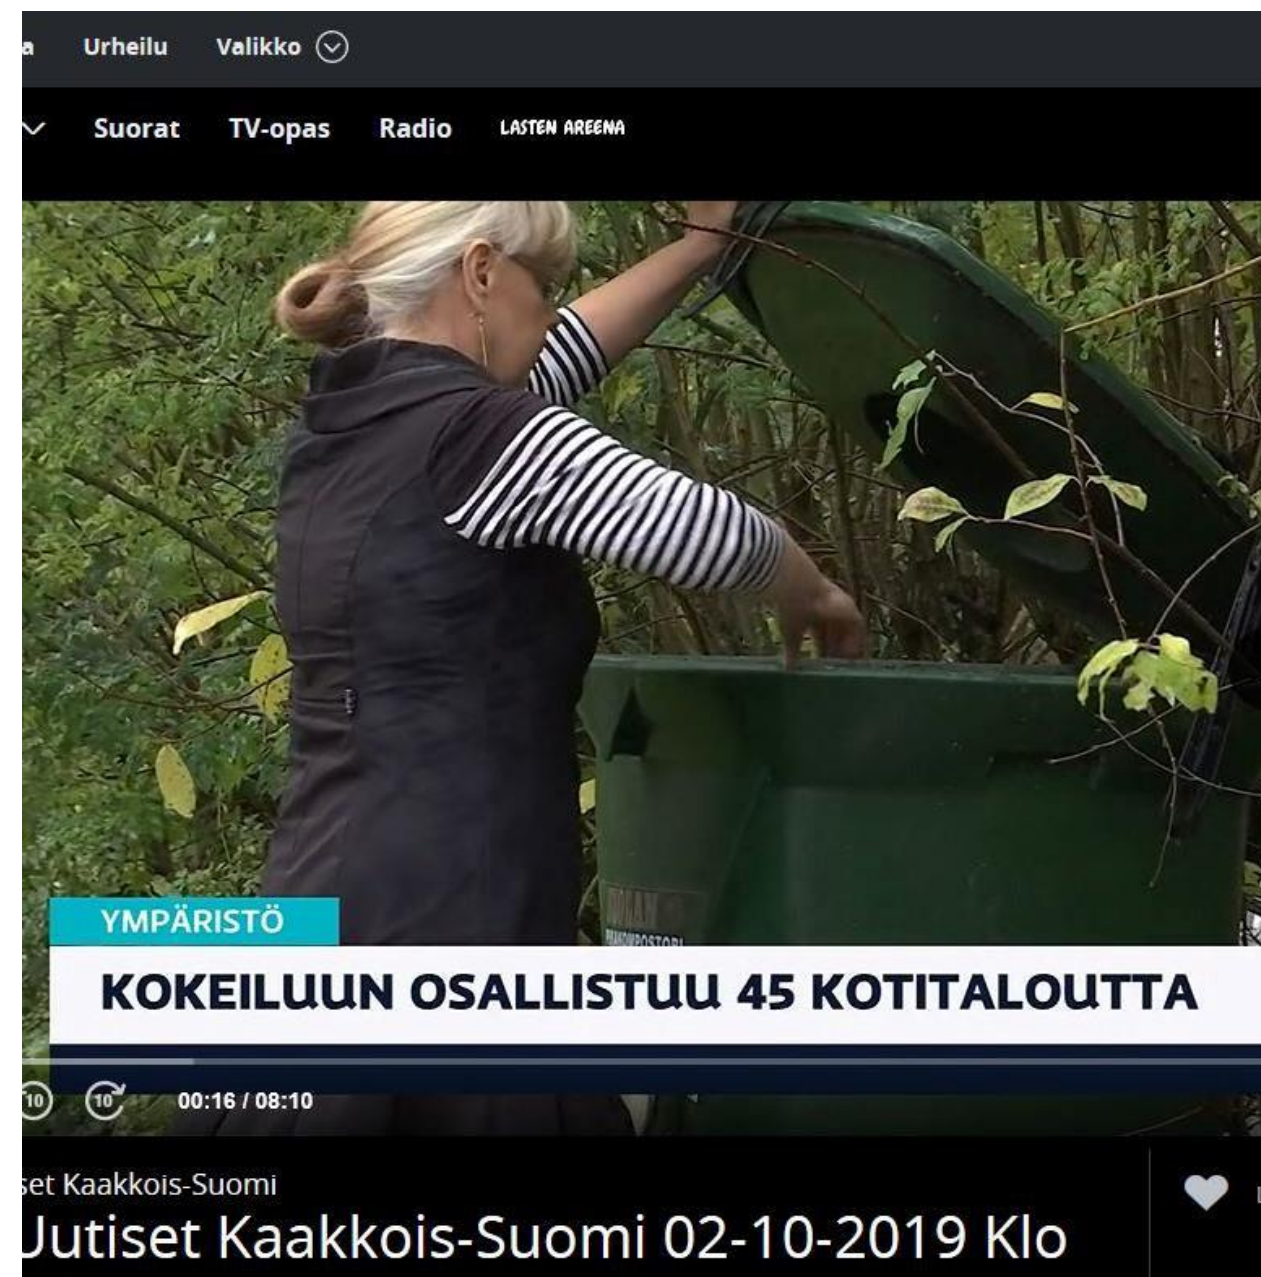 a Urheilu Valikko
Suorat TV-opas Radio LASTEN AREENA
YMPÄRISTÖ
KOKEILUUN OSALLISTUU 45 KOTITALOUTTA
10 10 00:16 / 08:10
set Kaakkois-Suomi
Uutiset Kaakkois-Suomi 02-10-2019 Klo